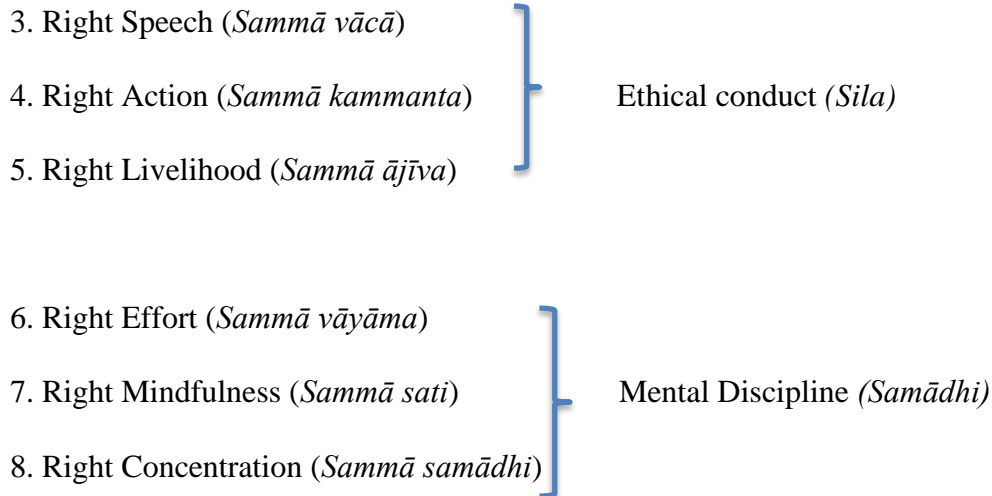 3. Right Speech (Sammā vācā)
4. Right Action (Sammā kammanta) Ethical conduct (Sila)
5. Right Livelihood (Sammā ājīva)
6. Right Effort (Sammā vāyāma)
7. Right Mindfulness (Sammā sati) Mental Discipline (Samādhi)
8. Right Concentration (Sammā samādhi)